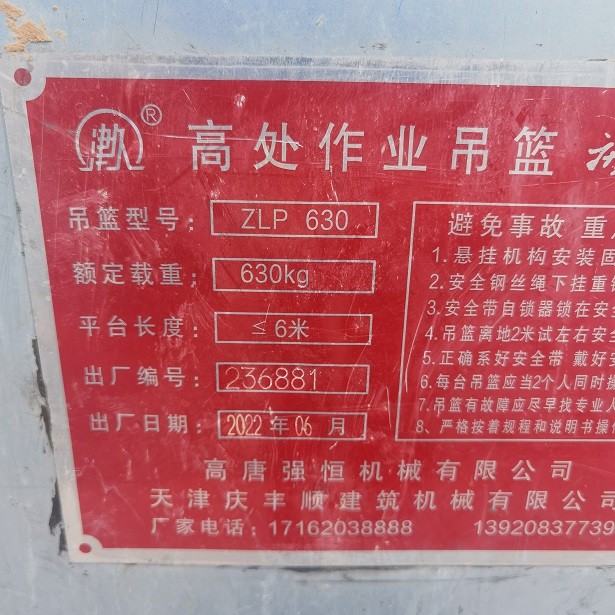 ® 高处作业吊篮
吊篮型号: ZLP 630
额定载重: 630kg
平台长度: ≤6米
出厂编号: 236881
出厂日期: 2022年06月
避免事故 重
1.悬挂机构安装固
2.安全钢丝绳下挂重
3.安全带自锁器锁在安全
4.吊篮离地2米试左右安全
5.正确系好安全带 戴好安
6.每台吊篮应当2个人同时操
7.吊篮有故障应尽早找专业人
8、严格按着规程和说明书操作
高唐强恒机械有限公司
天津庆丰顺建筑机械有限公司
厂家电话: 17162038888 13920837739